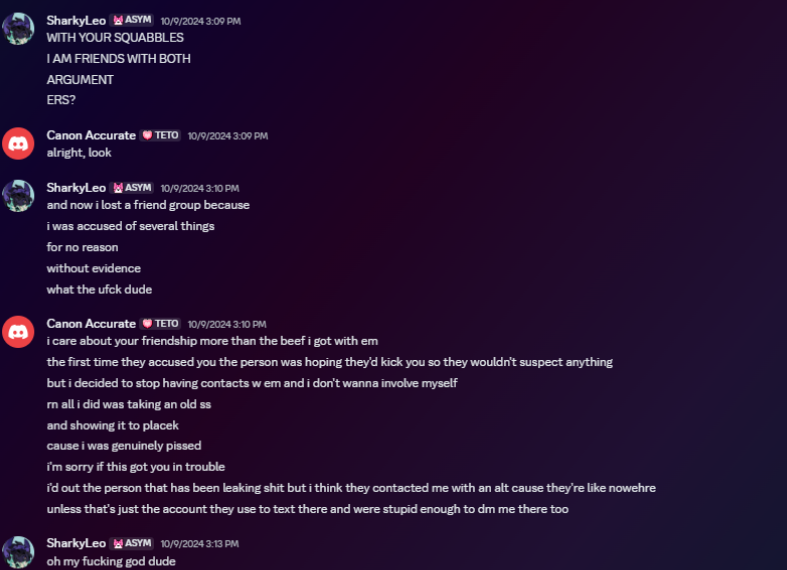 SharkyLeo ASYM 10/9/2024 3:09 PM
WITH YOUR SQUABBLES
I AM FRIENDS WITH BOTH
ARGUMENT
ERS?
Canon Accurate TETO 10/9/2024 3:09 PM
alright, look
SharkyLeo ASYM 10/9/2024 3:10 PM
and now i lost a friend group because
i was accused of several things
for no reason
without evidence
what the ufck dude
Canon Accurate TETO 10/9/2024 3:10 PM
i care about your friendship more than the beef i got with em
the first time they accused you the person was hoping they'd kick you so they wouldn't suspect anything
but i decided to stop having contacts w em and i don't wanna involve myself
rn all i did was taking an old ss
and showing it to placek
cause i was genuinely pissed
i'm sorry if this got you in trouble
i'd out the person that has been leaking shit but i think they contacted me with an alt cause they're like nowehre
unless that's just the account they use to text there and were stupid enough to dm me there too
SharkyLeo ASYM 10/9/2024 3:13 PM
oh my fucking god dude